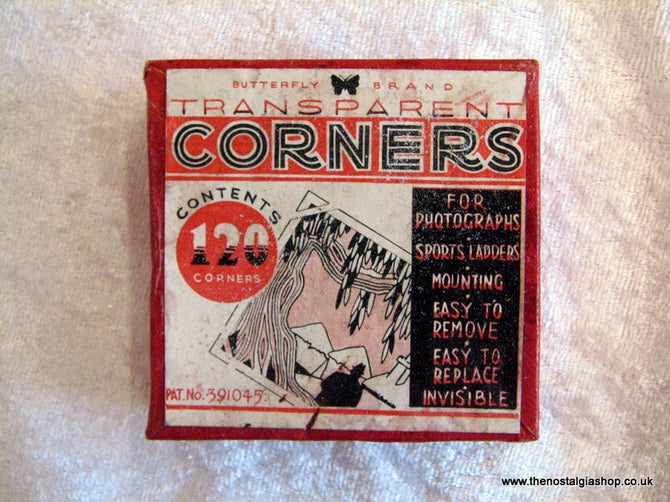 BUTTERFLY BRAND
TRANSPARENT
CORNERS
CONTENTS
120
CORNERS
FOR
PHOTOGRAPHS
SPORTS LADDERS
MOUNTING
EASY TO
REMOVE
EASY TO
REPLACE
INVISIBLE
PAT. No. 391045
www.thenostalgiashop.co.uk